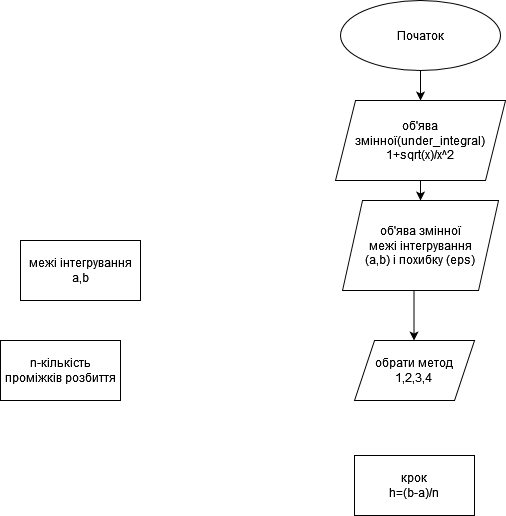 Початок
об'ява
змінної(under_integral)
1+sqrt(x)/x^2
об'ява змінної
межі інтегрування
(a,b) і похибку (eps)
межі інтегрування
a,b
n-кількість
проміжків розбиття
обрати метод
1,2,3,4
крок
h=(b-a)/n